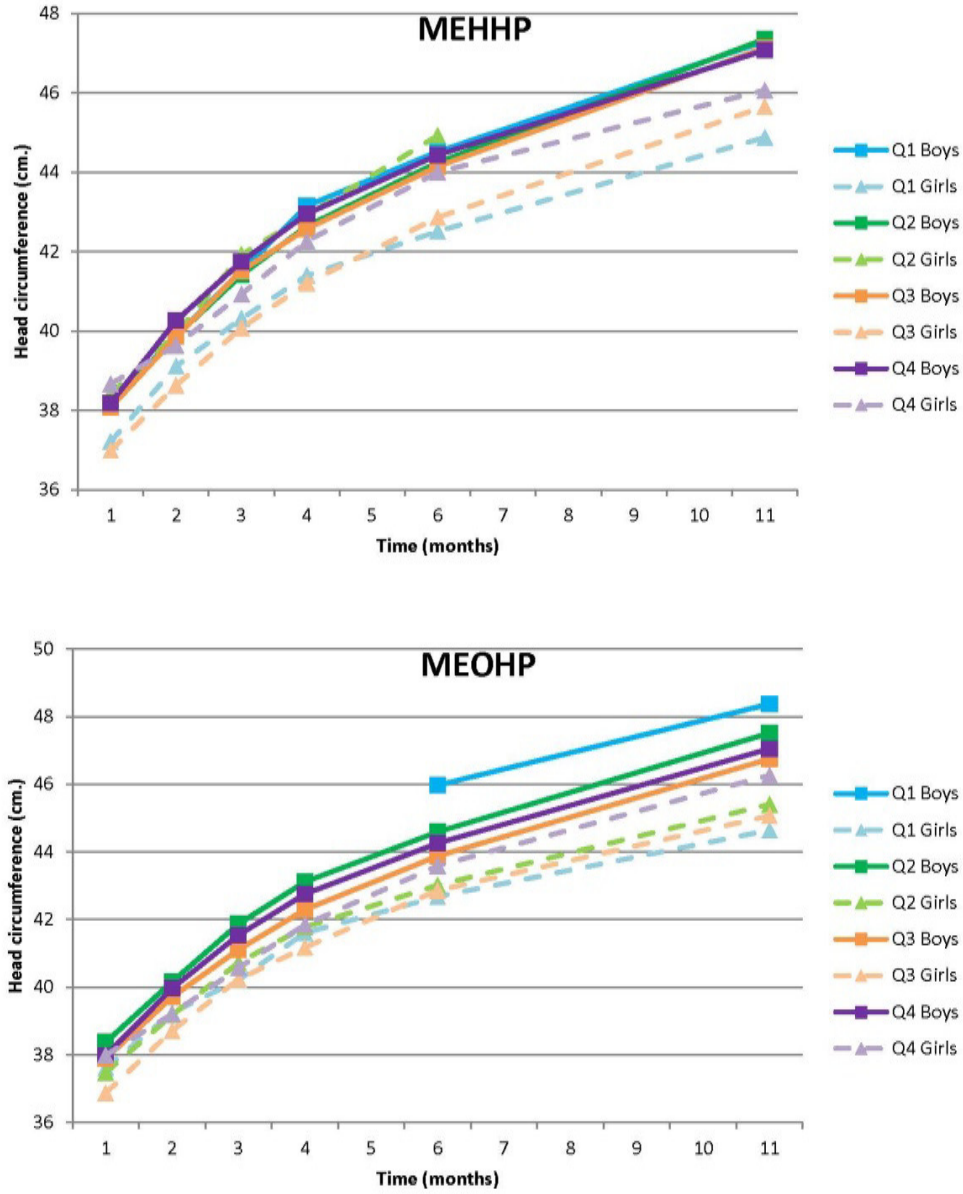 MEHHP
Head circumference (cm.)
48
46
44
42
40
38
36
1 2 3 4 5 6 7 8 9 10 11
Time (months)
Q1 Boys
Q1 Girls
Q2 Boys
Q2 Girls
Q3 Boys
Q3 Girls
Q4 Boys
Q4 Girls
MEOHP
Head circumference (cm.)
50
48
46
44
42
40
38
36
1 2 3 4 5 6 7 8 9 10 11
Time (months)
Q1 Boys
Q1 Girls
Q2 Boys
Q2 Girls
Q3 Boys
Q3 Girls
Q4 Boys
Q4 Girls